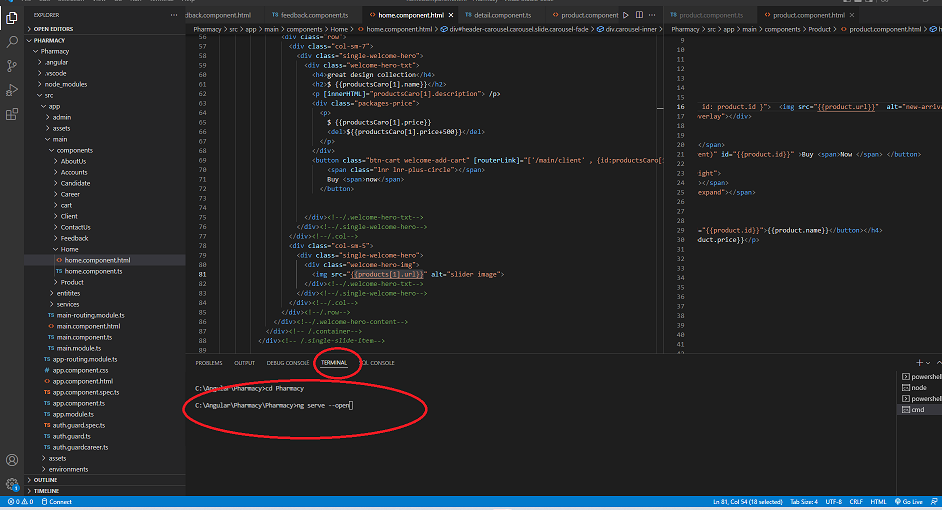 EXPLORER
OPEN EDITORS
PHARMACY
Pharmacy
.angular
.vscode
node_modules
src
app
admin
assets
main
components
AboutUs
Accounts
Candidate
Career
cart
Client
ContactUs
Feedback
Home
home.component.html
home.component.ts
Product
entitites
services
main-routing.module.ts
main.component.html
main.component.ts
main.module.ts
app-routing.module.ts
app.component.css
app.component.html
app.component.spec.ts
app.component.ts
app.module.ts
auth.guard.spec.ts
auth.guard.ts
auth.guardcareer.ts
assets
environments
OUTLINE
TIMELINE
dback.component.html feedback.component.ts home.component.html detail.component.ts product.component
Pharmacy > src > app > main > components > Home > home.component.html > div#header-carousel.carousel.slide.carousel-fade > div.carousel-inner
56 <div class="row">
57 <div class="col-sm-7">
58 <div class="single-welcome-hero">
59 <div class="welcome-hero-txt">
60 <h4>great design collection</h4>
61 <h2>$ {{productsCaro[1].name}}</h2>
62 <p [innerHTML]="productsCaro[1].description"> /p>
63 <div class="packages-price">
64 <p>
65 $ {{productsCaro[1].price}}
66 <del>${{productsCaro[1].price+500}}</del>
67 </p>
68 </div>
69 <button class="btn-cart welcome-add-cart" [routerLink]="['/main/client' , {id:productsCaro[
70 <span class="lnr lnr-plus-circle"></span>
71 Buy <span>now</span>
72 </button>
73
74
75 </div><!--/.welcome-hero-txt-->
76 </div><!--/.single-welcome-hero-->
77 </div><!--/.col-->
78 <div class="col-sm-5">
79 <div class="single-welcome-hero">
80 <div class="welcome-hero-img">
81 <img src="{{products[1].url}}" alt="slider image">
82 </div><!--/.welcome-hero-txt-->
83 </div><!--/.single-welcome-hero-->
84 </div><!--/.col-->
85 </div><!--/.row-->
86 </div><!--/.welcome-hero-content-->
87 </div><!-- /.container-->
88 </div><!-- /.single-slide-item-->
89
product.component.ts product.component.html
Pharmacy > src > app > main > components > Product > product.component.html >
9
10
11
12
13
14
15
16 id: product.id }"> <img src="{{product.url}}" alt="new-arriva
17 verlay"></div>
18
19
20 </span>
21 ent)" id="{{product.id}}" >Buy <span>Now </span> </button>
22
23 ight">
24 ></span>
25 expand"></span>
26
27
28
29 ="{{product.id}}">{{product.name}}</button></h4>
30 duct.price}}</p>
31
32
33
34
35
36
37
38
39
40
41
42
PROBLEMS OUTPUT DEBUG CONSOLE TERMINAL SQL CONSOLE
C:\Angular\Pharmacy>cd Pharmacy
C:\Angular\Pharmacy\Pharmacy>ng serve --open
powershell
node
powershell
cmd
0 0 Connect
Ln 81, Col 54 (18 selected) Tab Size: 4 UTF-8 CRLF HTML Go Live